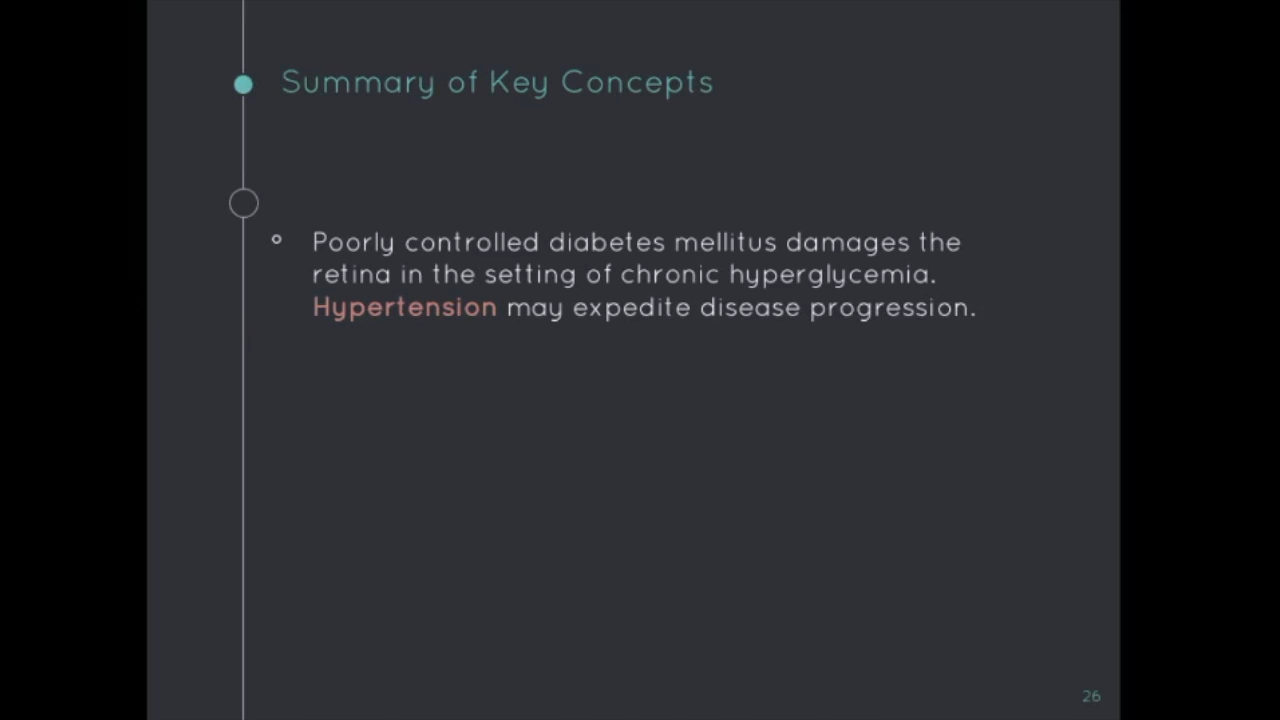 Summary of Key Concepts
Poorly controlled diabetes mellitus damages the
retina in the setting of chronic hyperglycemia.
Hypertension may expedite disease progression.
26